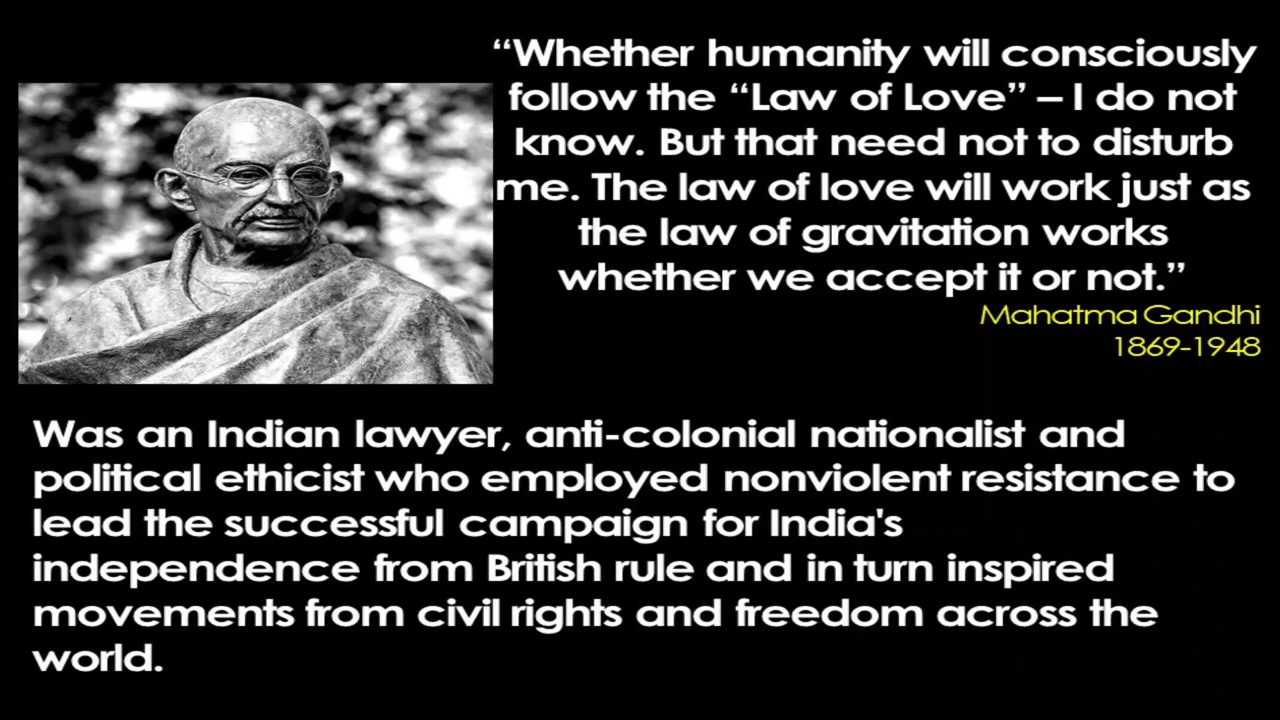 “Whether humanity will consciously
follow the “Law of Love” – I do not
know. But that need not to disturb
me. The law of love will work just as
the law of gravitation works
whether we accept it or not.”
Mahatma Gandhi
1869-1948
Was an Indian lawyer, anti-colonial nationalist and
political ethicist who employed nonviolent resistance to
lead the successful campaign for India's
independence from British rule and in turn inspired
movements from civil rights and freedom across the
world.